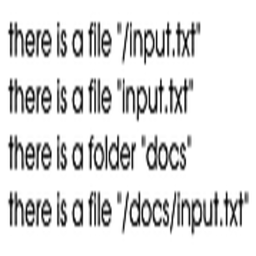 there is a file "/input.txt"
there is a file "input.txt"
there is a folder "docs"
there is a file "/docs/input.txt"